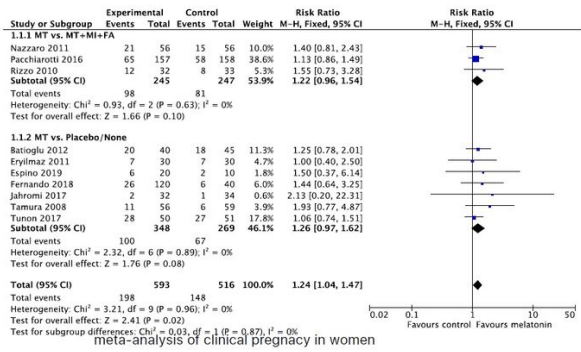 Experimental Control Risk Ratio Risk Ratio
Study or Subgroup Events Total Events Total Weight M-H, Fixed, 95% CI M-H, Fixed, 95% CI
1.1.1 MT vs. MT+MI+FA
Nazzaro 2011 21 56 15 56 10.0% 1.40 [0.81, 2.43]
Pacchiarotti 2016 65 157 58 158 38.6% 1.13 [0.86, 1.49]
Rizzo 2010 12 32 8 33 5.3% 1.55 [0.73, 3.28]
Subtotal (95% CI) 245 247 53.9% 1.22 [0.96, 1.54]
Total events 98 81
Heterogeneity: Chi² = 0.93, df = 2 (P = 0.63); I² = 0%
Test for overall effect: Z = 1.66 (P = 0.10)
1.1.2 MT vs. Placebo/None
Batioglu 2012 20 40 18 45 11.3% 1.25 [0.78, 2.01]
Eryilmaz 2011 7 30 7 30 4.7% 1.00 [0.40, 2.50]
Espino 2019 6 20 2 10 1.8% 1.50 [0.37, 6.14]
Fernando 2018 26 120 6 40 6.0% 1.44 [0.64, 3.25]
Jahromi 2017 2 32 1 34 0.6% 2.13 [0.20, 22.31]
Tamura 2008 11 56 6 59 3.9% 1.93 [0.77, 4.87]
Tunon 2017 28 50 27 51 17.8% 1.06 [0.74, 1.51]
Subtotal (95% CI) 348 269 46.1% 1.26 [0.97, 1.62]
Total events 100 67
Heterogeneity: Chi² = 2.32, df = 6 (P = 0.89); I² = 0%
Test for overall effect: Z = 1.76 (P = 0.08)
Total (95% CI) 593 516 100.0% 1.24 [1.04, 1.47]
Total events 198 148
Heterogeneity: Chi² = 3.21, df = 9 (P = 0.96); I² = 0%
Test for overall effect: Z = 2.41 (P = 0.02)
Test for subgroup differences: Chi² = 0.03, df = 1 (P = 0.87), I² = 0%
0.02 0.1 1 10 50
Favours control Favours melatonin
meta-analysis of clinical pregnancy in women